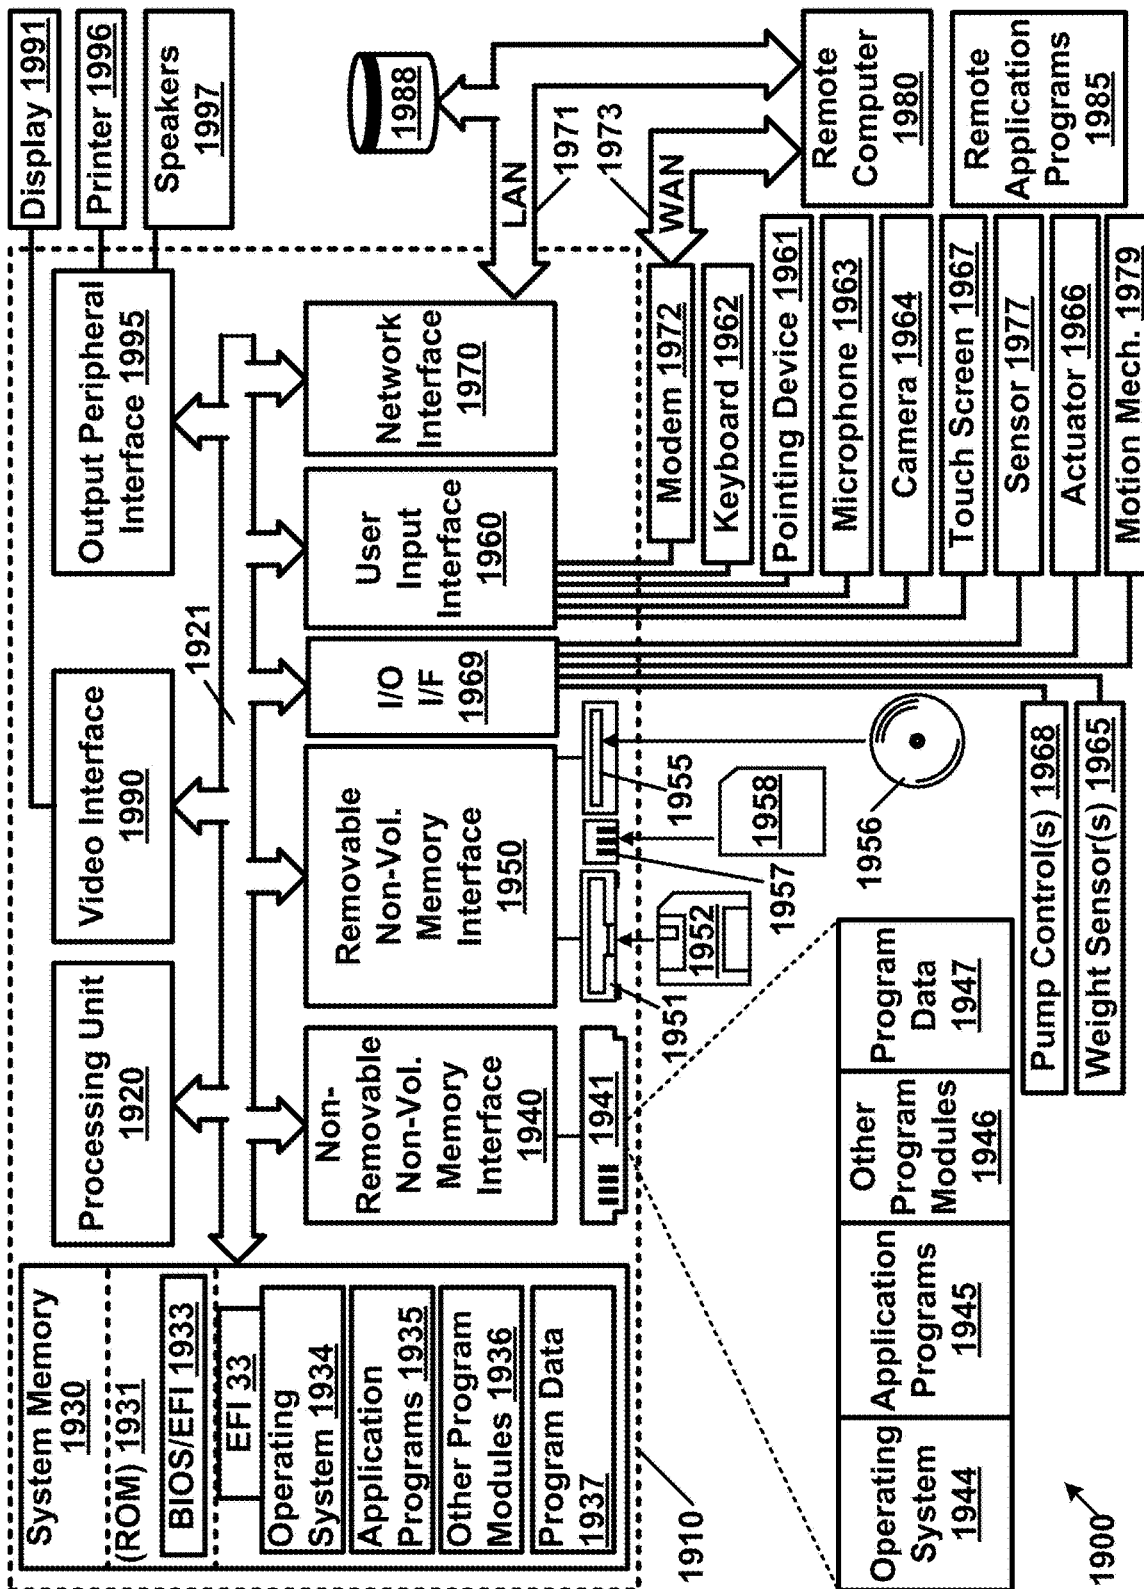 System Memory
1930
(ROM) 1931
BIOS/EFI 1933
EFI 33
Operating
System 1934
Application
Programs 1935
Other Program
Modules 1936
Program Data
1937
Processing Unit
1920
Video Interface
1990
1921
Output Peripheral
Interface 1995
Display 1991
Printer 1996
Speakers
1997
Non-
Removable
Non-Vol.
Memory
Interface
1940
Removable
Non-Vol.
Memory
Interface
1950
I/O
I/F
1969
User
Input
Interface
1960
Network
Interface
1970
LAN
1988
1971
1973
WAN
1941
1951
1952
1957
1955
1958
1956
1910
Modem 1972
Keyboard 1962
Pointing Device 1961
Microphone 1963
Camera 1964
Touch Screen 1967
Sensor 1977
Actuator 1966
Motion Mech. 1979
Remote
Computer
1980
Remote
Application
Programs
1985
Operating
System
1944
Application
Programs
1945
Other
Program
Modules
1946
Program
Data
1947
Pump Control(s) 1968
Weight Sensor(s) 1965
1900